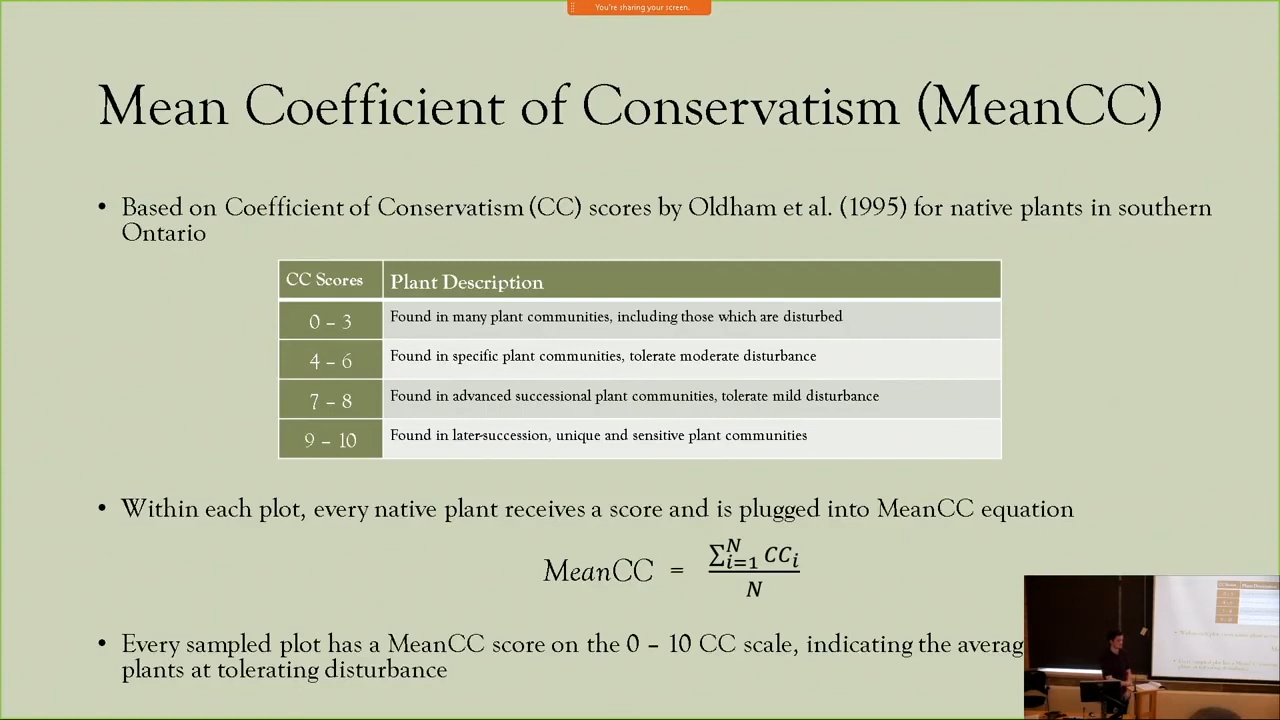 You're sharing your screen.
Mean Coefficient of Conservatism (MeanCC)
• Based on Coefficient of Conservatism (CC) scores by Oldham et al. (1995) for native plants in southern
Ontario
CC Scores Plant Description
0 – 3 Found in many plant communities, including those which are disturbed
4 – 6 Found in specific plant communities, tolerate moderate disturbance
7 – 8 Found in advanced successional plant communities, tolerate mild disturbance
9 – 10 Found in later-succession, unique and sensitive plant communities
• Within each plot, every native plant receives a score and is plugged into MeanCC equation
MeanCC = \frac{\sum_{i=1}^{N} CC_i}{N}
• Every sampled plot has a MeanCC score on the 0 – 10 CC scale, indicating the averag
plants at tolerating disturbance